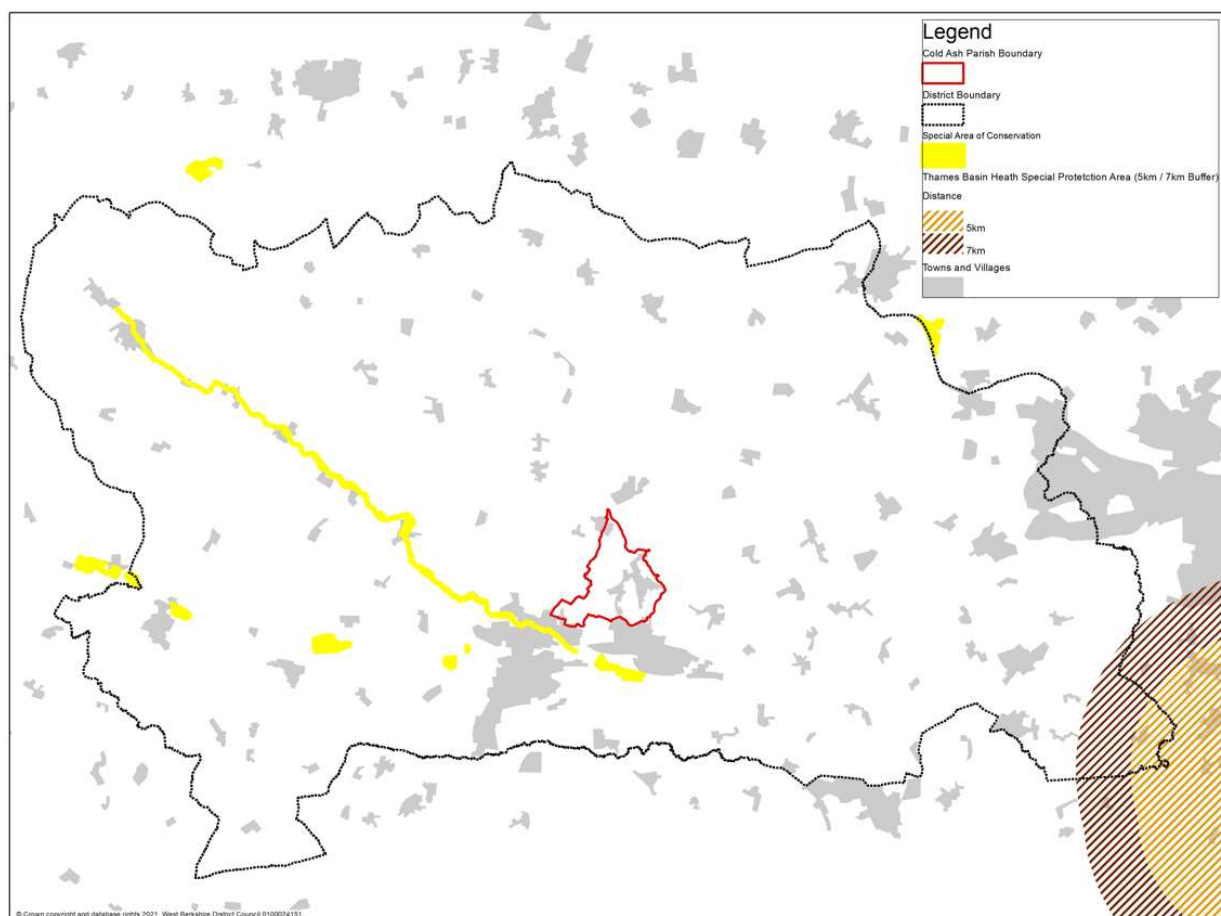 Legend
Cold Ash Parish Boundary
District Boundary
Special Area of Conservation
Thames Basin Heath Special Protetction Area (5km / 7km Buffer)
Distance
5km
7km
Towns and Villages
© Crown copyright and database rights 2021. West Berkshire District Council 0100024151